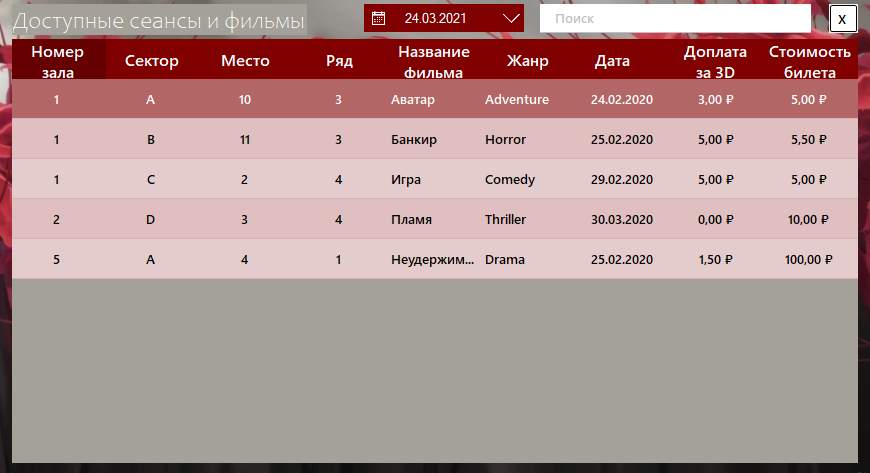 Доступные сеансы и фильмы 24.03.2021 Поиск X
Номер зала Сектор Место Ряд Название фильма Жанр Дата Доплата за 3D Стоимость билета
1 A 10 3 Аватар Adventure 24.02.2020 3,00 ₽ 5,00 ₽
1 B 11 3 Банкир Horror 25.02.2020 5,00 ₽ 5,50 ₽
1 C 2 4 Игра Comedy 29.02.2020 5,00 ₽ 5,00 ₽
2 D 3 4 Пламя Thriller 30.03.2020 0,00 ₽ 10,00 ₽
5 A 4 1 Неудержим... Drama 25.02.2020 1,50 ₽ 100,00 ₽